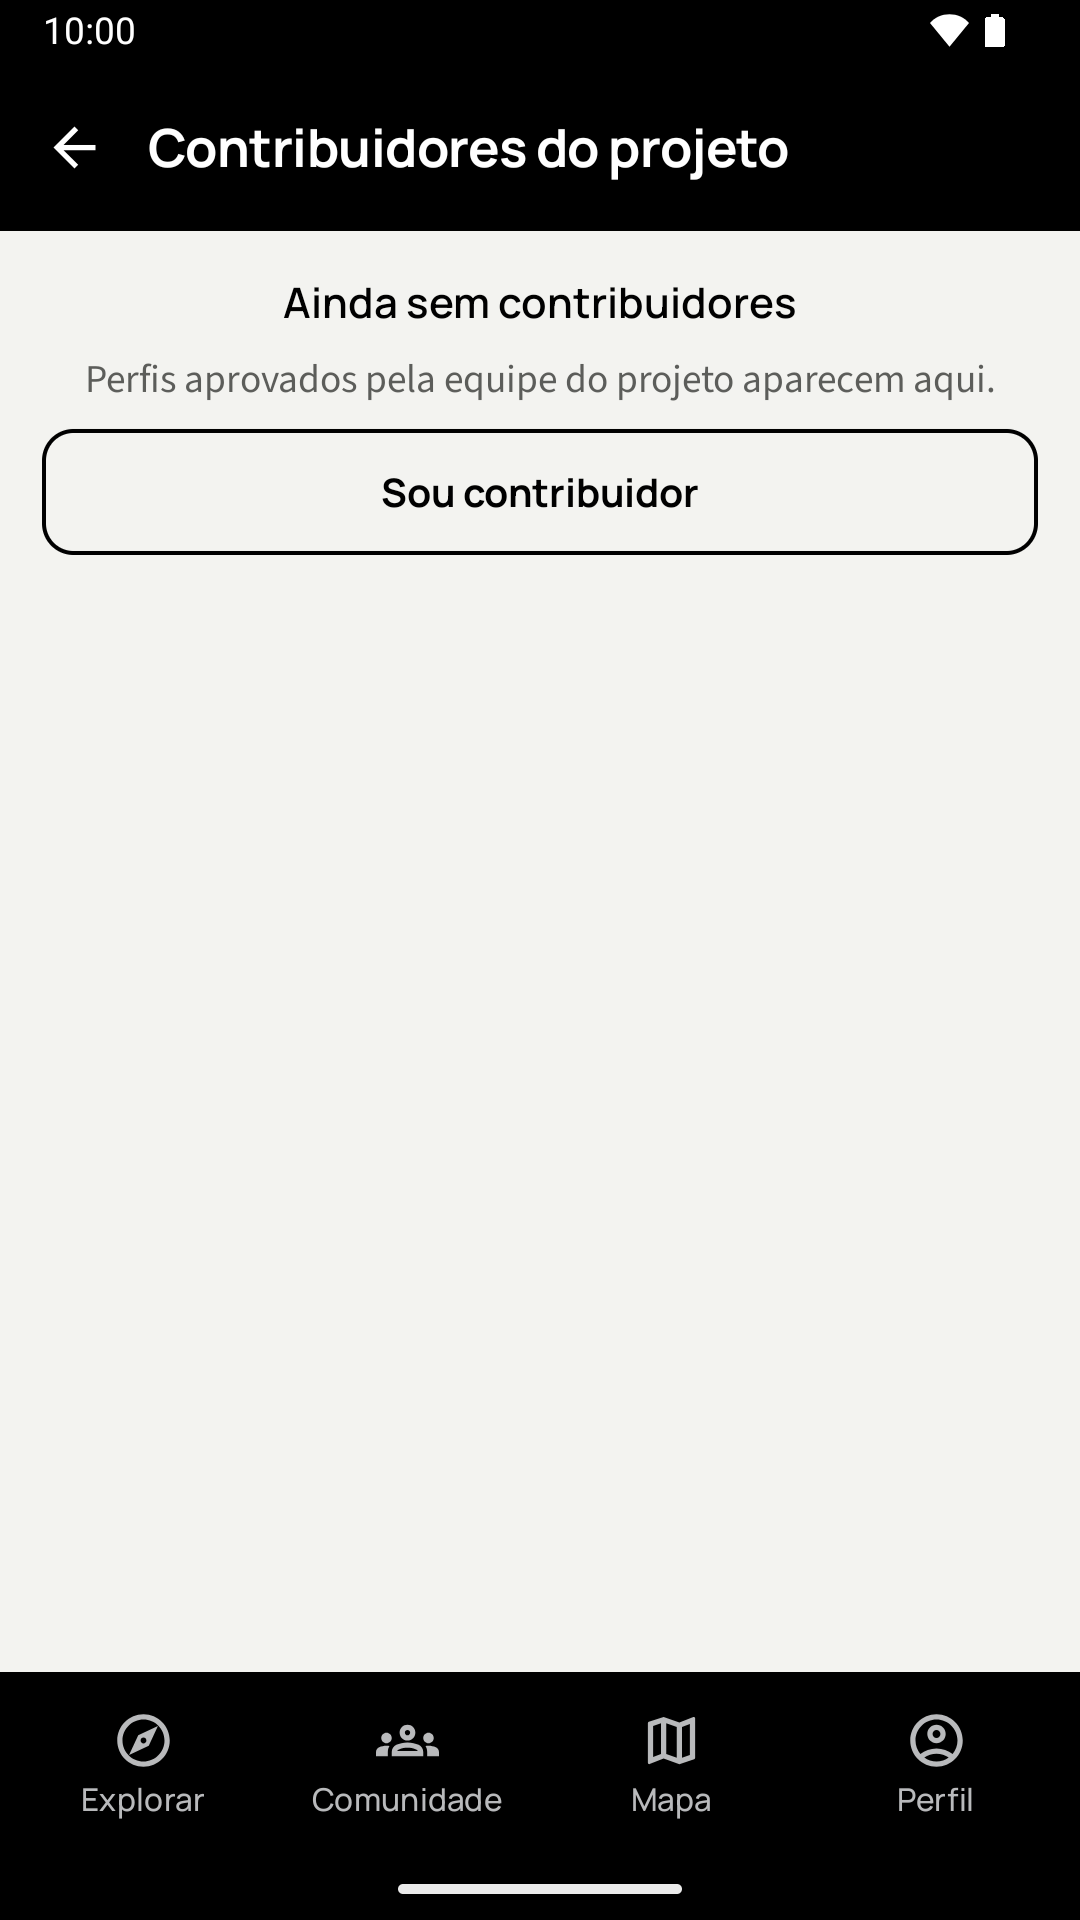 10:00
Contribuidores do projeto
Ainda sem contribuidores
Perfis aprovados pela equipe do projeto aparecem aqui.
Sou contribuidor
Explorar
Comunidade
Mapa
Perfil